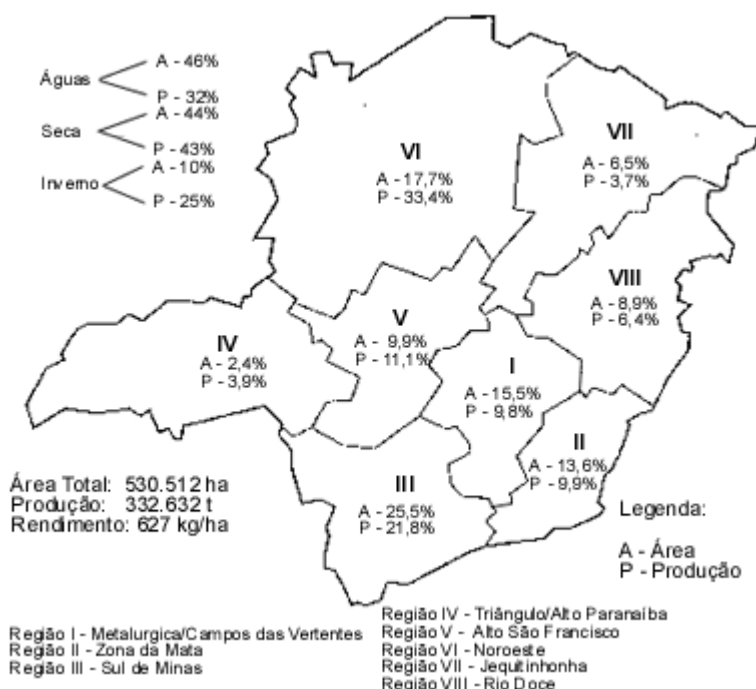 Águas
A - 46%
P - 32%
Seca
A - 44%
P - 43%
Inverno
A - 10%
P - 25%
VI
A - 17,7%
P - 33,4%
VII
A - 6,5%
P - 3,7%
VIII
A - 8,9%
P - 6,4%
IV
A - 2,4%
P - 3,9%
V
A - 9,9%
P - 11,1%
I
A - 15,5%
P - 9,8%
II
A - 13,6%
P - 9,9%
III
A - 25,5%
P - 21,8%
Área Total: 530.512 ha
Produção: 332.632 t
Rendimento: 627 kg/ha
Legenda:
A - Área
P - Produção
Região I - Metalurgica/Campos das Vertentes
Região II - Zona da Mata
Região III - Sul de Minas
Região IV - Triângulo/Alto Paranaíba
Região V - Alto São Francisco
Região VI - Noroeste
Região VII - Jequitinhonha
Região VIII - Rio Doce